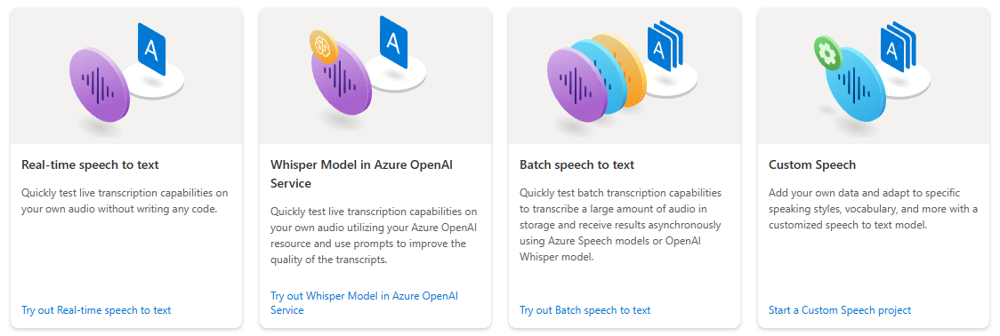 A
A
A
A
Real-time speech to text
Quickly test live transcription capabilities on
your own audio without writing any code.
Try out Real-time speech to text
Whisper Model in Azure OpenAI
Service
Quickly test live transcription capabilities on
your own audio utilizing your Azure OpenAI
resource and use prompts to improve the
quality of the transcripts.
Try out Whisper Model in Azure OpenAI
Service
Batch speech to text
Quickly test batch transcription capabilities
to transcribe a large amount of audio in
storage and receive results asynchronously
using Azure Speech models or OpenAI
Whisper model.
Try out Batch speech to text
Custom Speech
Add your own data and adapt to specific
speaking styles, vocabulary, and more with a
customized speech to text model.
Start a Custom Speech project